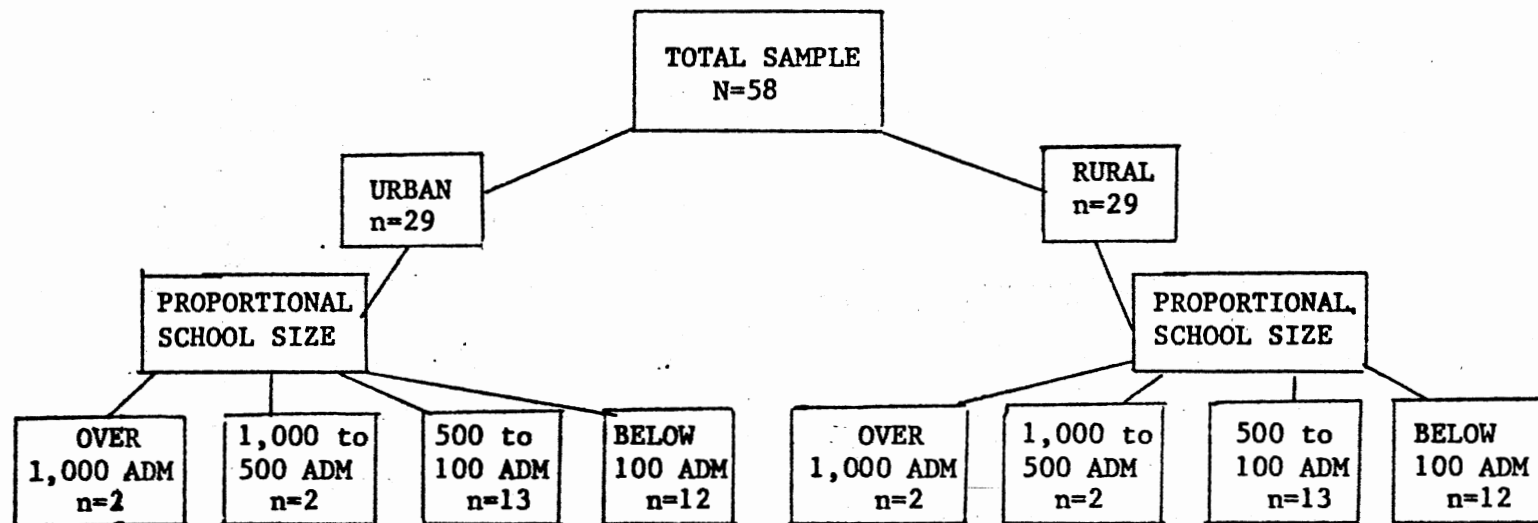 TOTAL SAMPLE
N=58
URBAN
n=29
RURAL
n=29
PROPORTIONAL
SCHOOL SIZE
PROPORTIONAL.
SCHOOL SIZE
OVER
1,000 ADM
n=2
1,000 to
500 ADM
n=2
500 to
100 ADM
n=13
BELOW
100 ADM
n=12
OVER
1,000 ADM
n=2
1,000 to
500 ADM
n=2
500 to
100 ADM
n=13
BELOW
100 ADM
n=12